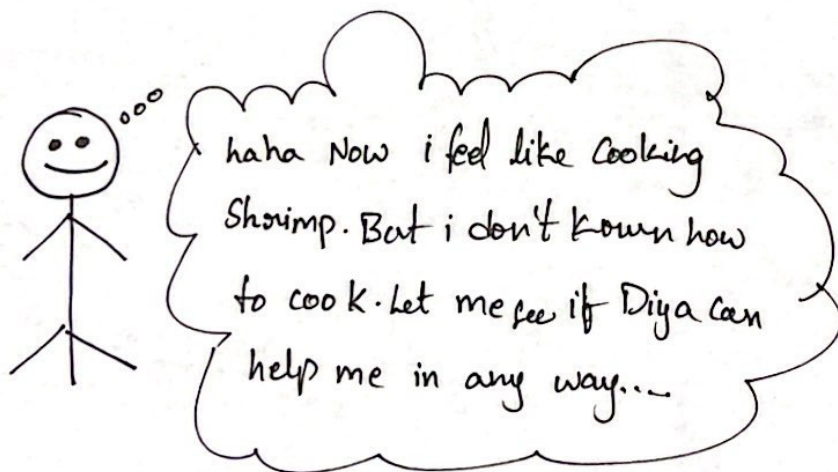 haha Now i feel like Cooking
Shrimp. But i don't kown how
to cook. Let me see if Diya can
help me in any way....